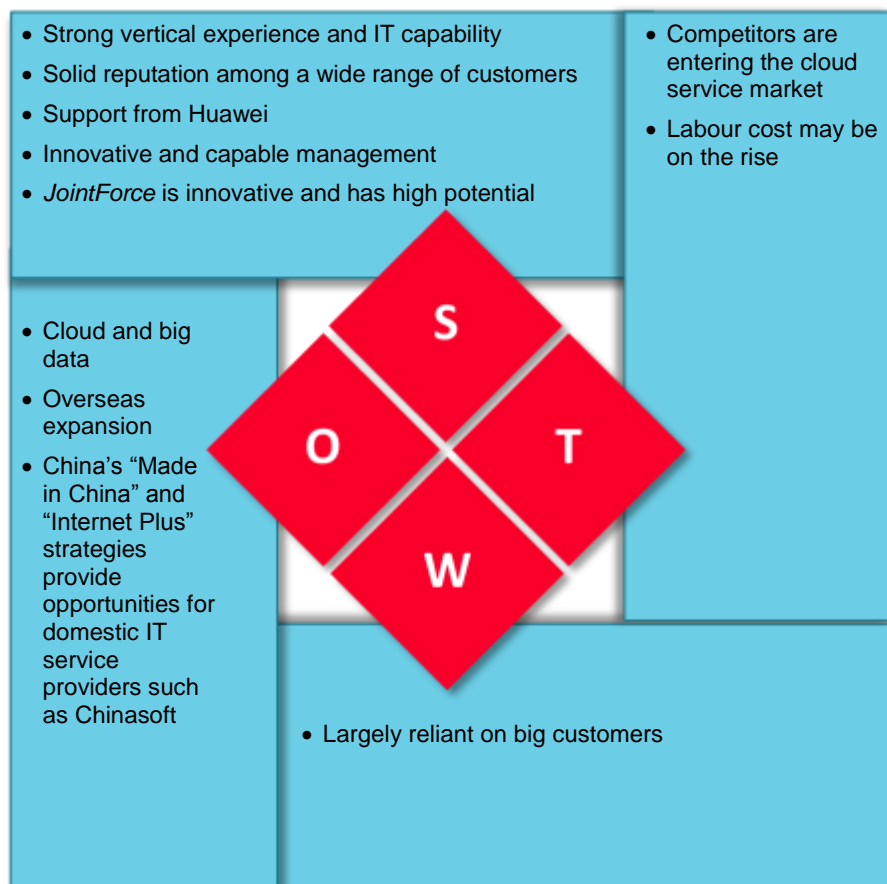 • Strong vertical experience and IT capability
• Solid reputation among a wide range of customers
• Support from Huawei
• Innovative and capable management
• JointForce is innovative and has high potential
• Competitors are
entering the cloud
service market
• Labour cost may be
on the rise
S
O
T
W
• Cloud and big
data
• Overseas
expansion
• China’s “Made
in China” and
“Internet Plus”
strategies
provide
opportunities for
domestic IT
service
providers such
as Chinasoft
• Largely reliant on big customers